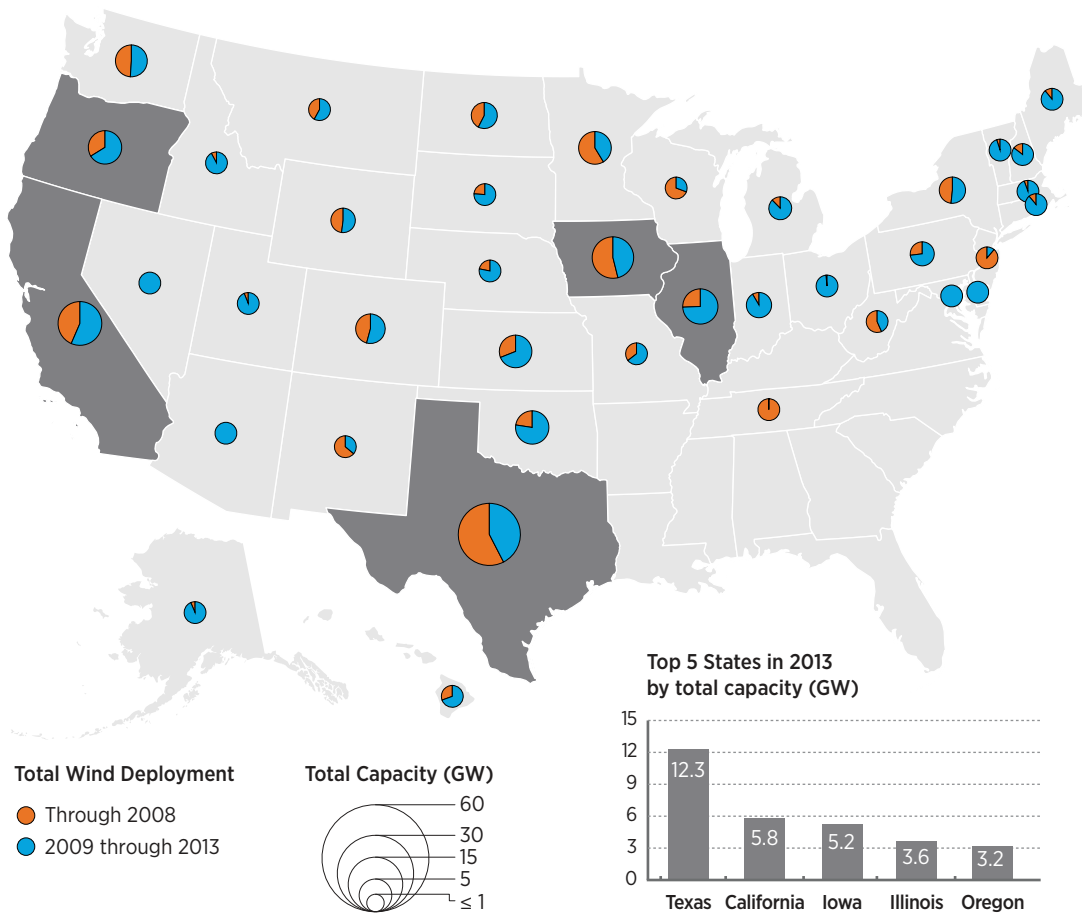 Top 5 States in 2013
by total capacity (GW)
15
12
9
6
3
0
12.3
5.8
5.2
3.6
3.2
Texas California Iowa Illinois Oregon
Total Wind Deployment
Through 2008
2009 through 2013
Total Capacity (GW)
60
30
15
5
≤ 1